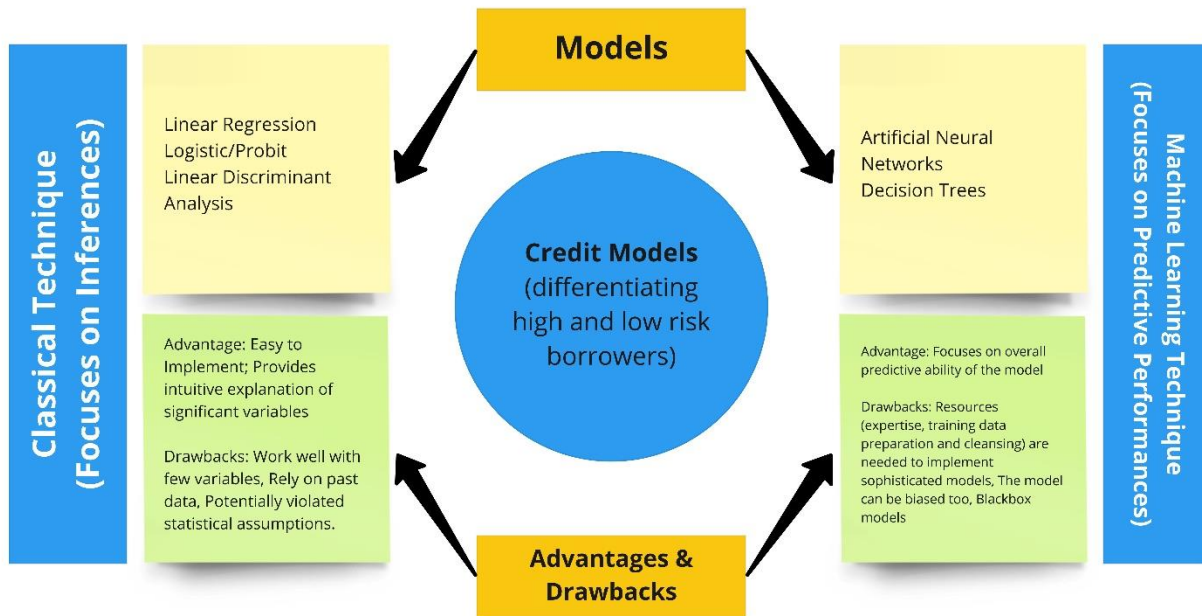 Models
Classical Technique
(Focuses on Inferences)
Linear Regression
Logistic/Probit
Linear Discriminant
Analysis
Advantage: Easy to
Implement; Provides
intuitive explanation of
significant variables
Drawbacks: Work well with
few variables, Rely on past
data, Potentially violated
statistical assumptions.
Credit Models
(differentiating
high and low risk
borrowers)
Artificial Neural
Networks
Decision Trees
Advantage: Focuses on overall
predictive ability of the model
Drawbacks: Resources
(expertise, training data
preparation and cleansing) are
needed to implement
sophisticated models, The model
can be biased too, Blackbox
models
Machine Learning Technique
(Focuses on Predictive Performances)
Advantages &
Drawbacks